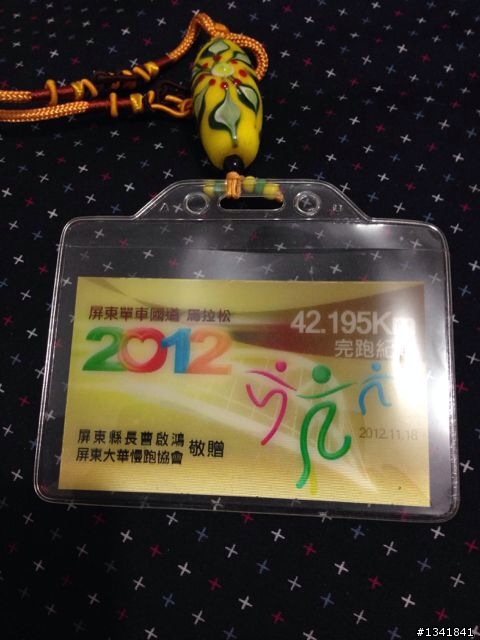 屏東單車國道 馬拉松
2012
42.195K
完跑紀
2012.11.18
屏東縣長曹啟鴻
屏東大華慢跑協會
敬贈
#1341841